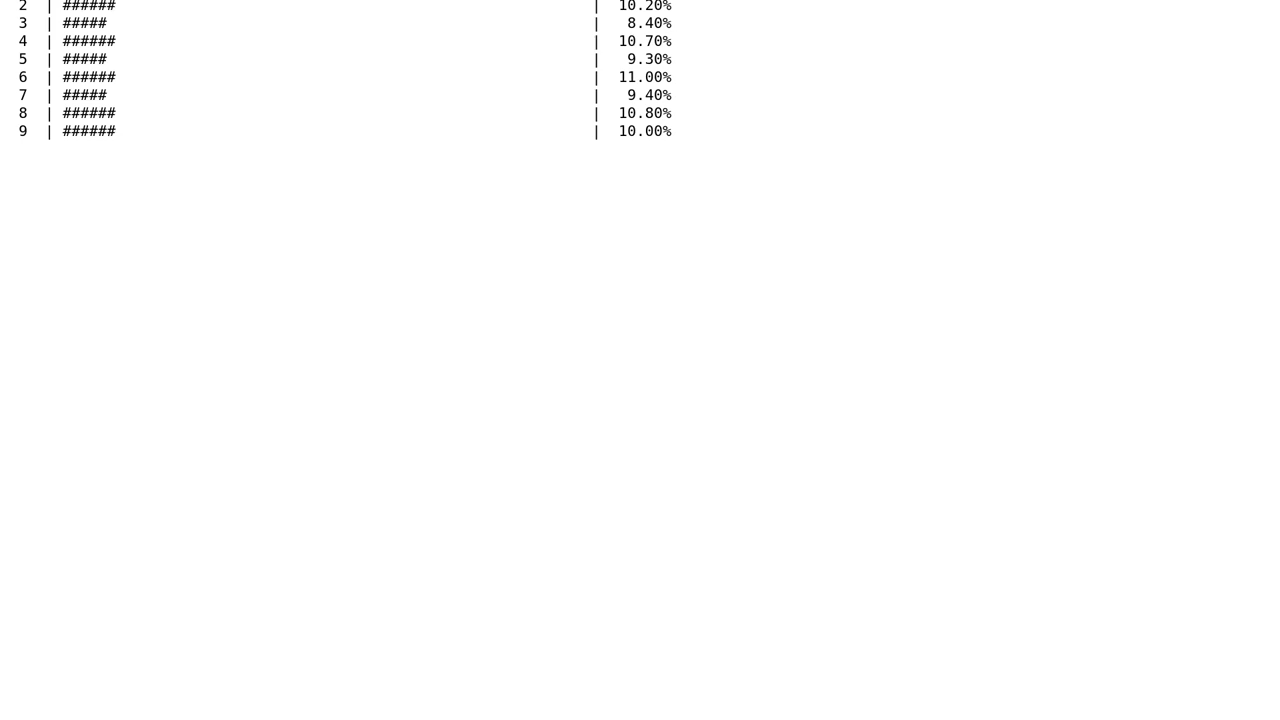 2  | ######                                                      |  10.20%
3  | #####                                                       |   8.40%
4  | ######                                                      |  10.70%
5  | #####                                                       |   9.30%
6  | ######                                                      |  11.00%
7  | #####                                                       |   9.40%
8  | ######                                                      |  10.80%
9  | ######                                                      |  10.00%